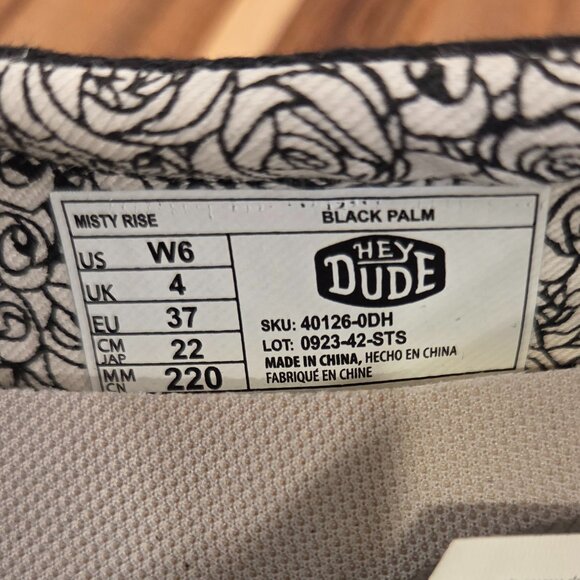 MISTY RISE BLACK PALM
US W6
UK 4
EU 37
CM JAP 22
MM CN 220
HEY DUDE
SKU: 40126-0DH
LOT: 0923-42-STS
MADE IN CHINA, HECHO EN CHINA
FABRIQUÉ EN CHINE